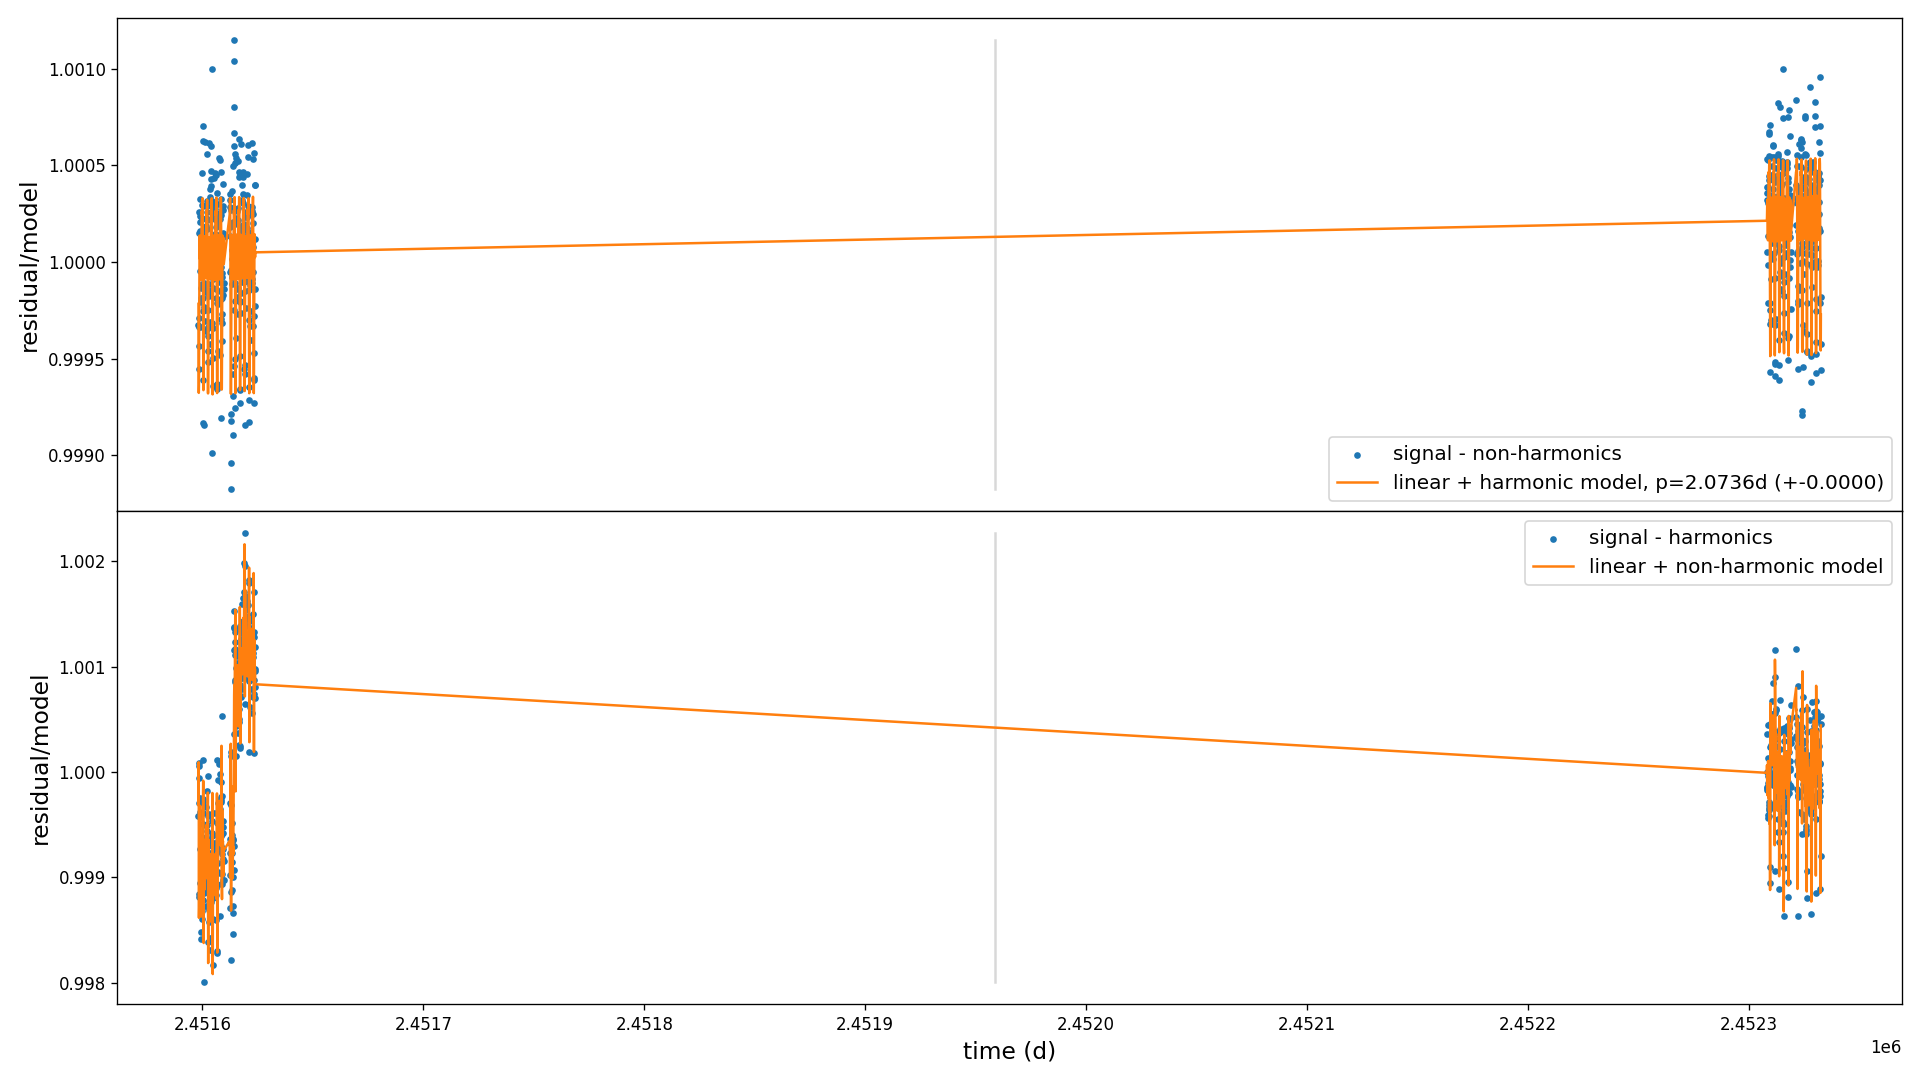 1.0010
1.0005
1.0000
0.9995
0.9990
residual/model
signal - non-harmonics
linear + harmonic model, p=2.0736d (+-0.0000)
1.002
1.001
1.000
0.999
0.998
residual/model
signal - harmonics
linear + non-harmonic model
2.4516 2.4517 2.4518 2.4519 2.4520 2.4521 2.4522 2.4523
1e6
time (d)